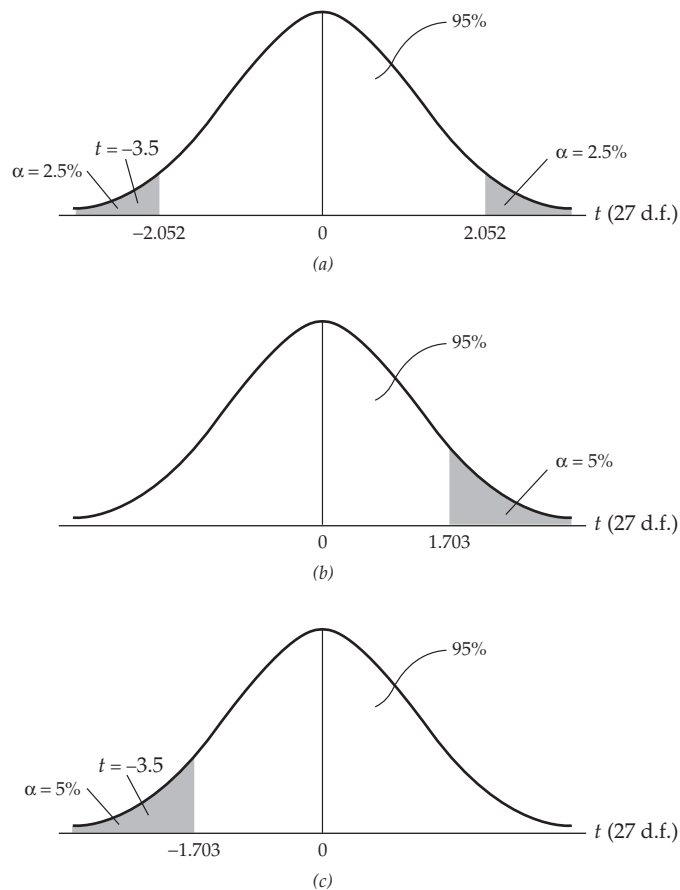 95%
t = –3.5
α = 2.5%
α = 2.5%
t (27 d.f.)
–2.052
0
2.052
(a)
95%
α = 5%
t (27 d.f.)
0
1.703
(b)
95%
t = –3.5
α = 5%
t (27 d.f.)
–1.703
0
(c)